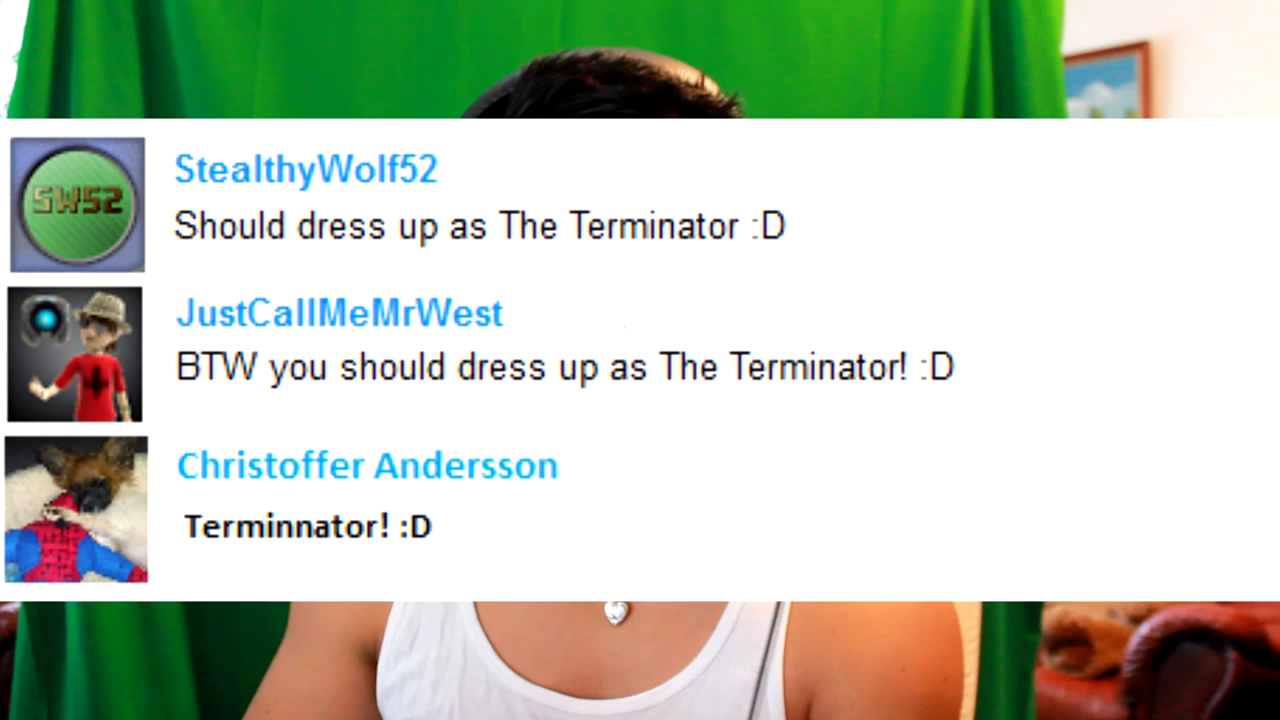 SW52
StealthyWolf52
Should dress up as The Terminator :D
JustCallMeMrWest
BTW you should dress up as The Terminator! :D
Christoffer Andersson
Terminnator! :D